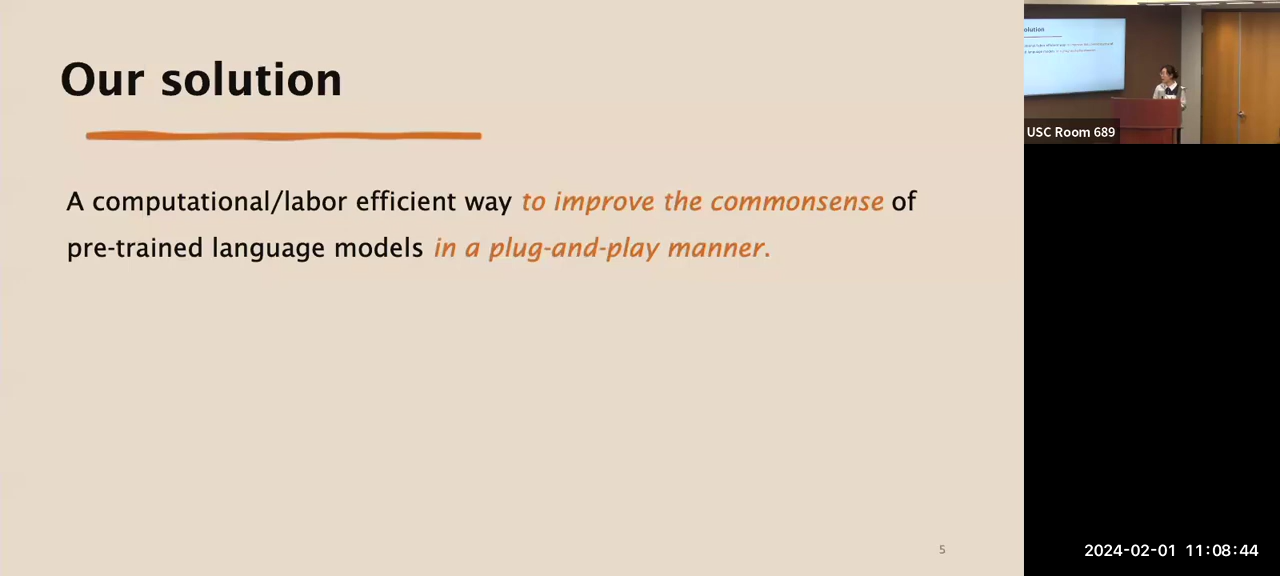 Our solution
A computational/labor efficient way to improve the commonsense of
pre-trained language models in a plug-and-play manner.
5
olution
USC Room 689
2024-02-01 11:08:44